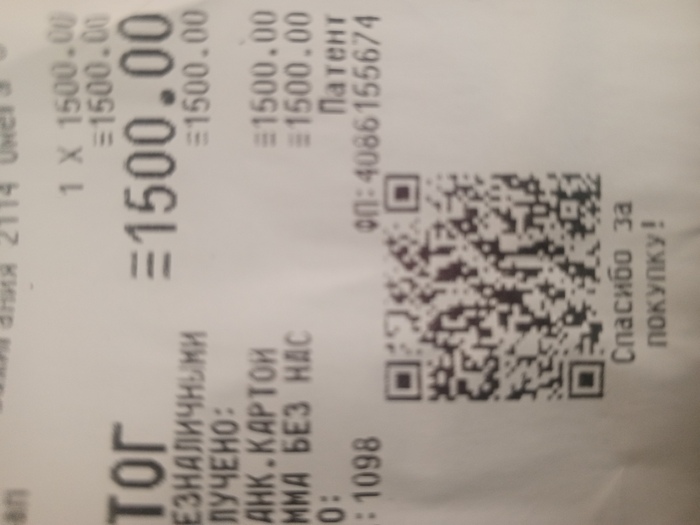 2114
1 X 1500.00
=1500.00
ТОГ =1500.00
ЕЗНАЛИЧНЫМИ =1500.00
ЛУЧЕНО:
АНК.КАРТОЙ =1500.00
ММА БЕЗ НДС =1500.00
О: Патент
:1098 ФП:4086155674
Спасибо за
покупку!